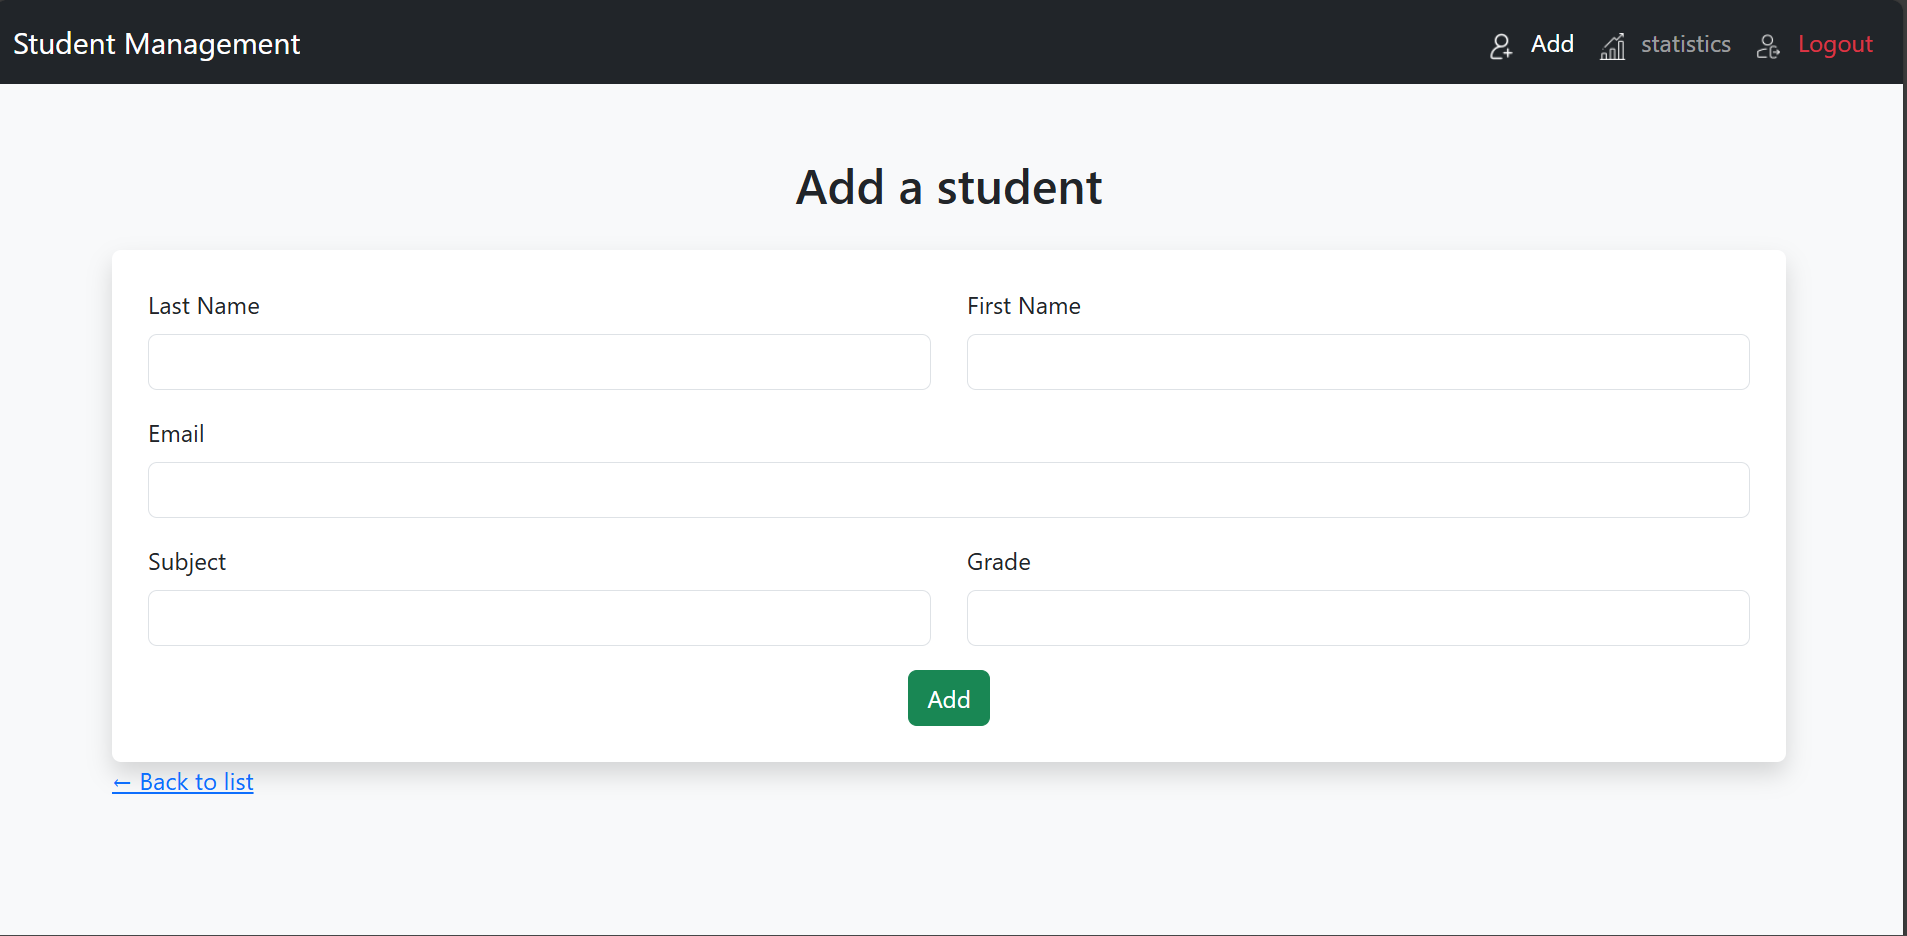 Student Management Add statistics Logout
Add a student
Last Name First Name
Email
Subject Grade
Add
← Back to list